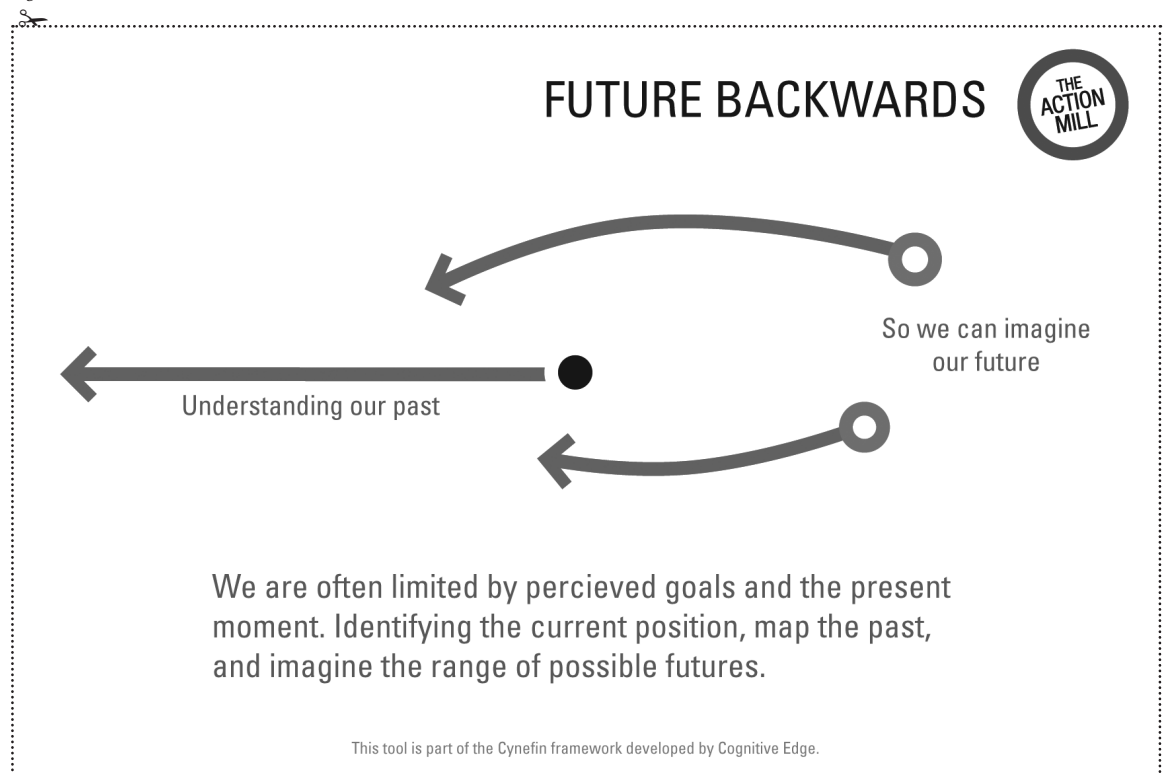 FUTURE BACKWARDS
THE
ACTION
MILL
So we can imagine
our future
Understanding our past
We are often limited by percieved goals and the present
moment. Identifying the current position, map the past,
and imagine the range of possible futures.
This tool is part of the Cynefin framework developed by Cognitive Edge.